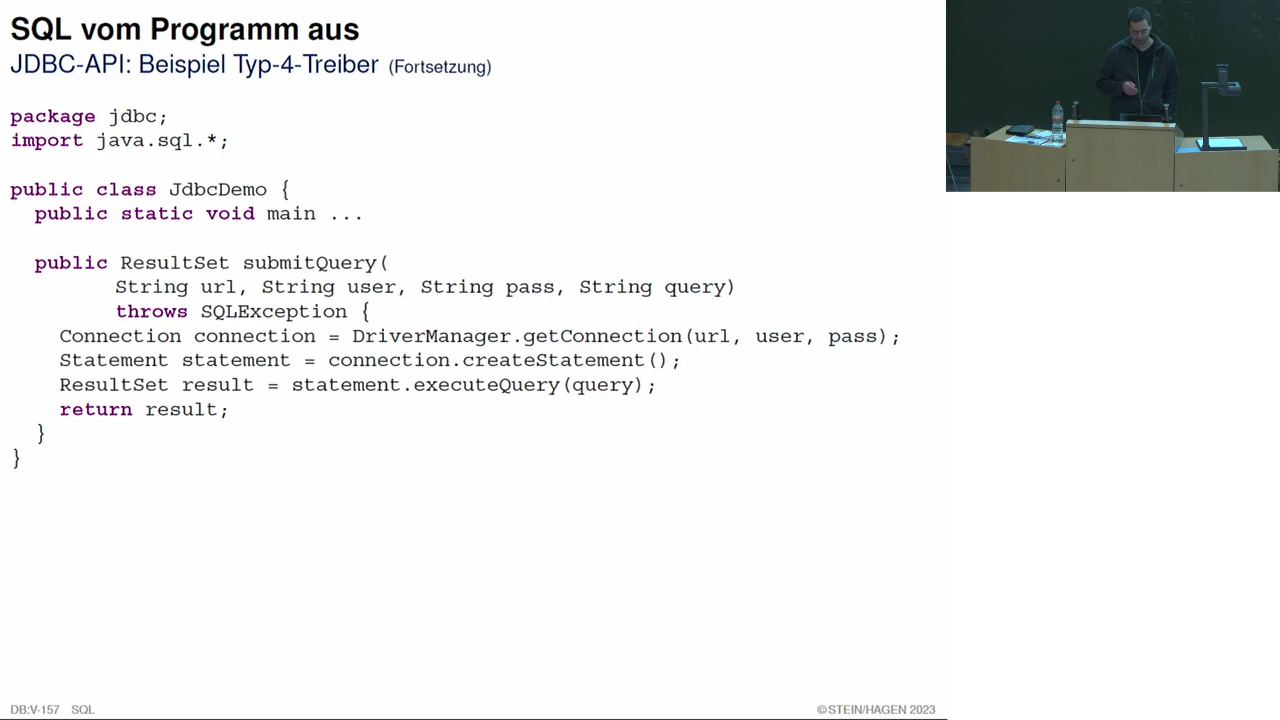 SQL vom Programm aus
JDBC-API: Beispiel Typ-4-Treiber (Fortsetzung)
package jdbc;
import java.sql.*;
public class JdbcDemo {
public static void main ...
public ResultSet submitQuery(
String url, String user, String pass, String query)
throws SQLException {
Connection connection = DriverManager.getConnection(url, user, pass);
Statement statement = connection.createStatement();
ResultSet result = statement.executeQuery(query);
return result;
}
}
DB:V-157 SQL
©STEIN/HAGEN 2023